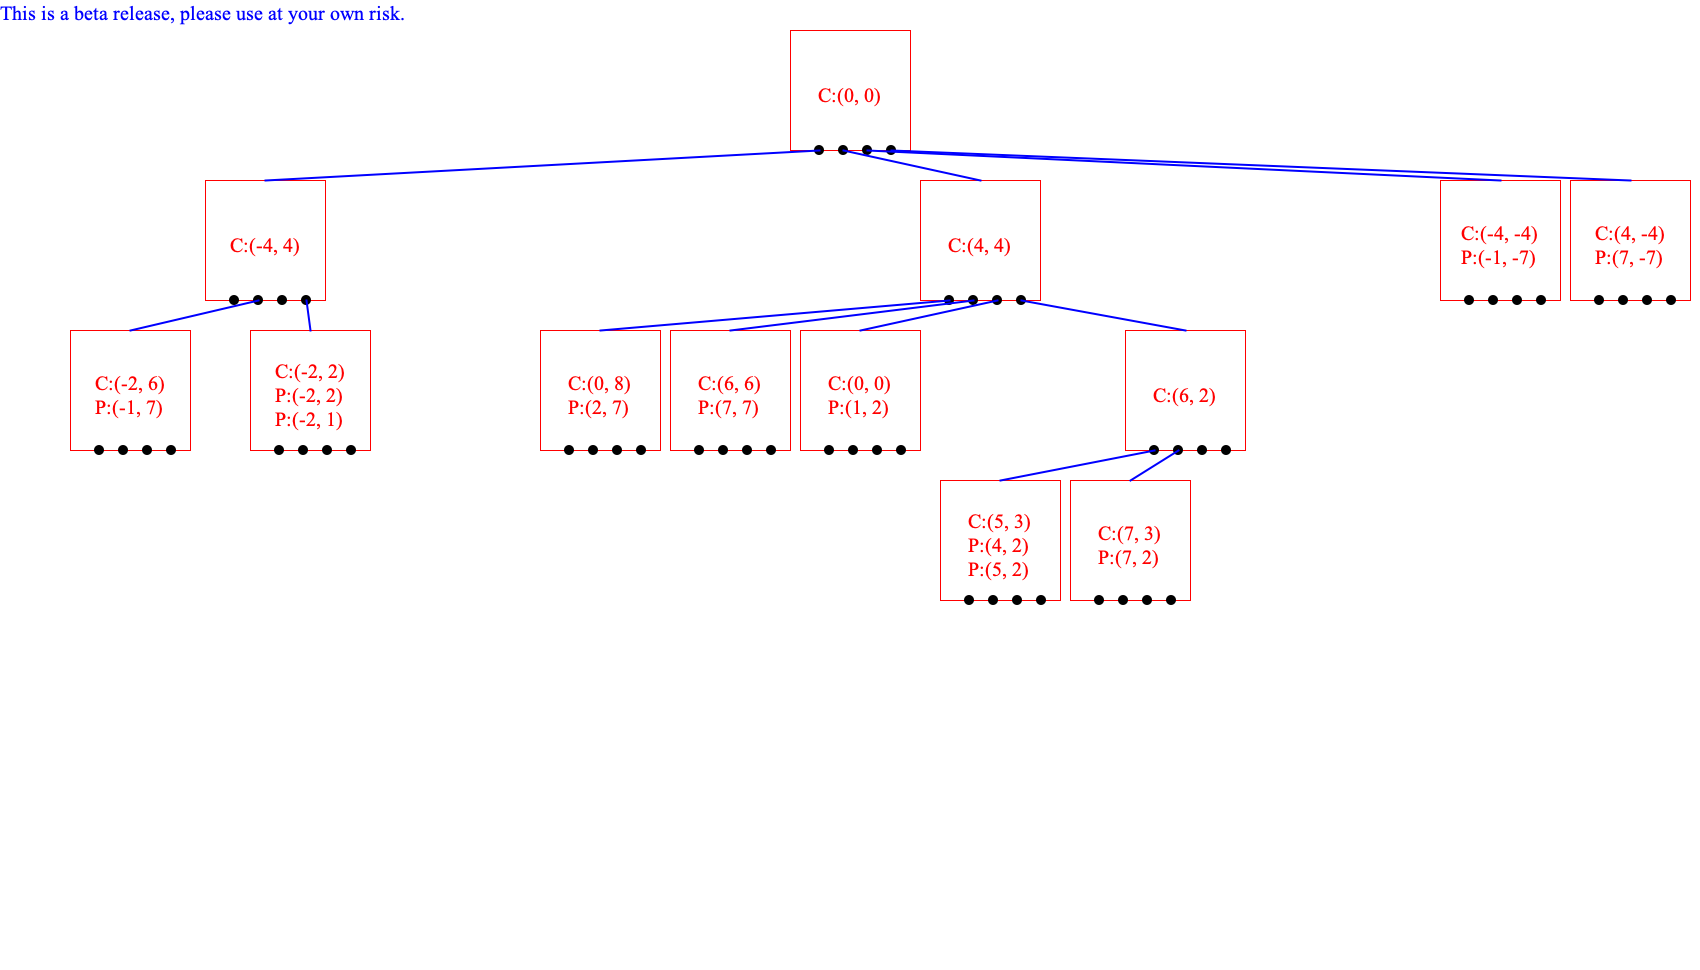 This is a beta release, please use at your own risk.
C:(0, 0)
C:(-4, 4)
C:(4, 4)
C:(-4, -4)
P:(-1, -7)
C:(4, -4)
P:(7, -7)
C:(-2, 6)
P:(-1, 7)
C:(-2, 2)
P:(-2, 2)
P:(-2, 1)
C:(0, 8)
P:(2, 7)
C:(6, 6)
P:(7, 7)
C:(0, 0)
P:(1, 2)
C:(6, 2)
C:(5, 3)
P:(4, 2)
P:(5, 2)
C:(7, 3)
P:(7, 2)